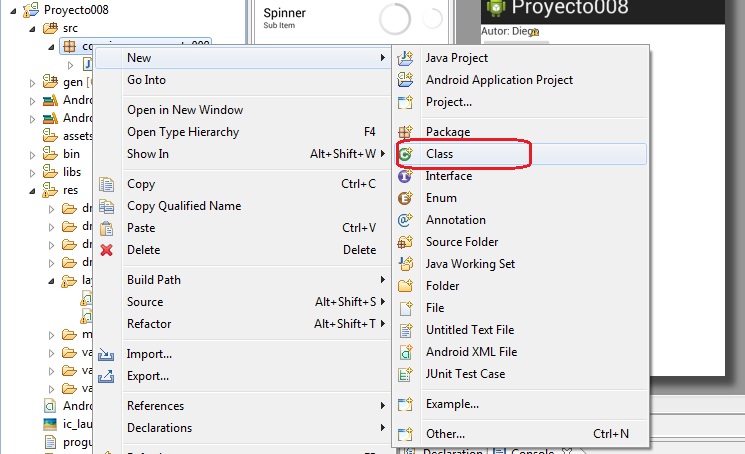 Proyecto008
src
gen
Andro
Andro
assets
bin
libs
res
dr
dr
dr
dr
lay
m
va
va
va
Andro
ic_lau
progu
Spinner
Sub Item
Proyecto008
Autor: Diego
New
Go Into
Open in New Window
Open Type Hierarchy F4
Show In Alt+Shift+W
Copy Ctrl+C
Copy Qualified Name
Paste Ctrl+V
Delete Delete
Build Path
Source Alt+Shift+S
Refactor Alt+Shift+T
Import...
Export...
References
Declarations
Java Project
Android Application Project
Project...
Package
Class
Interface
Enum
Annotation
Source Folder
Java Working Set
Folder
File
Untitled Text File
Android XML File
JUnit Test Case
Example...
Other... Ctrl+N
Declaration
Console